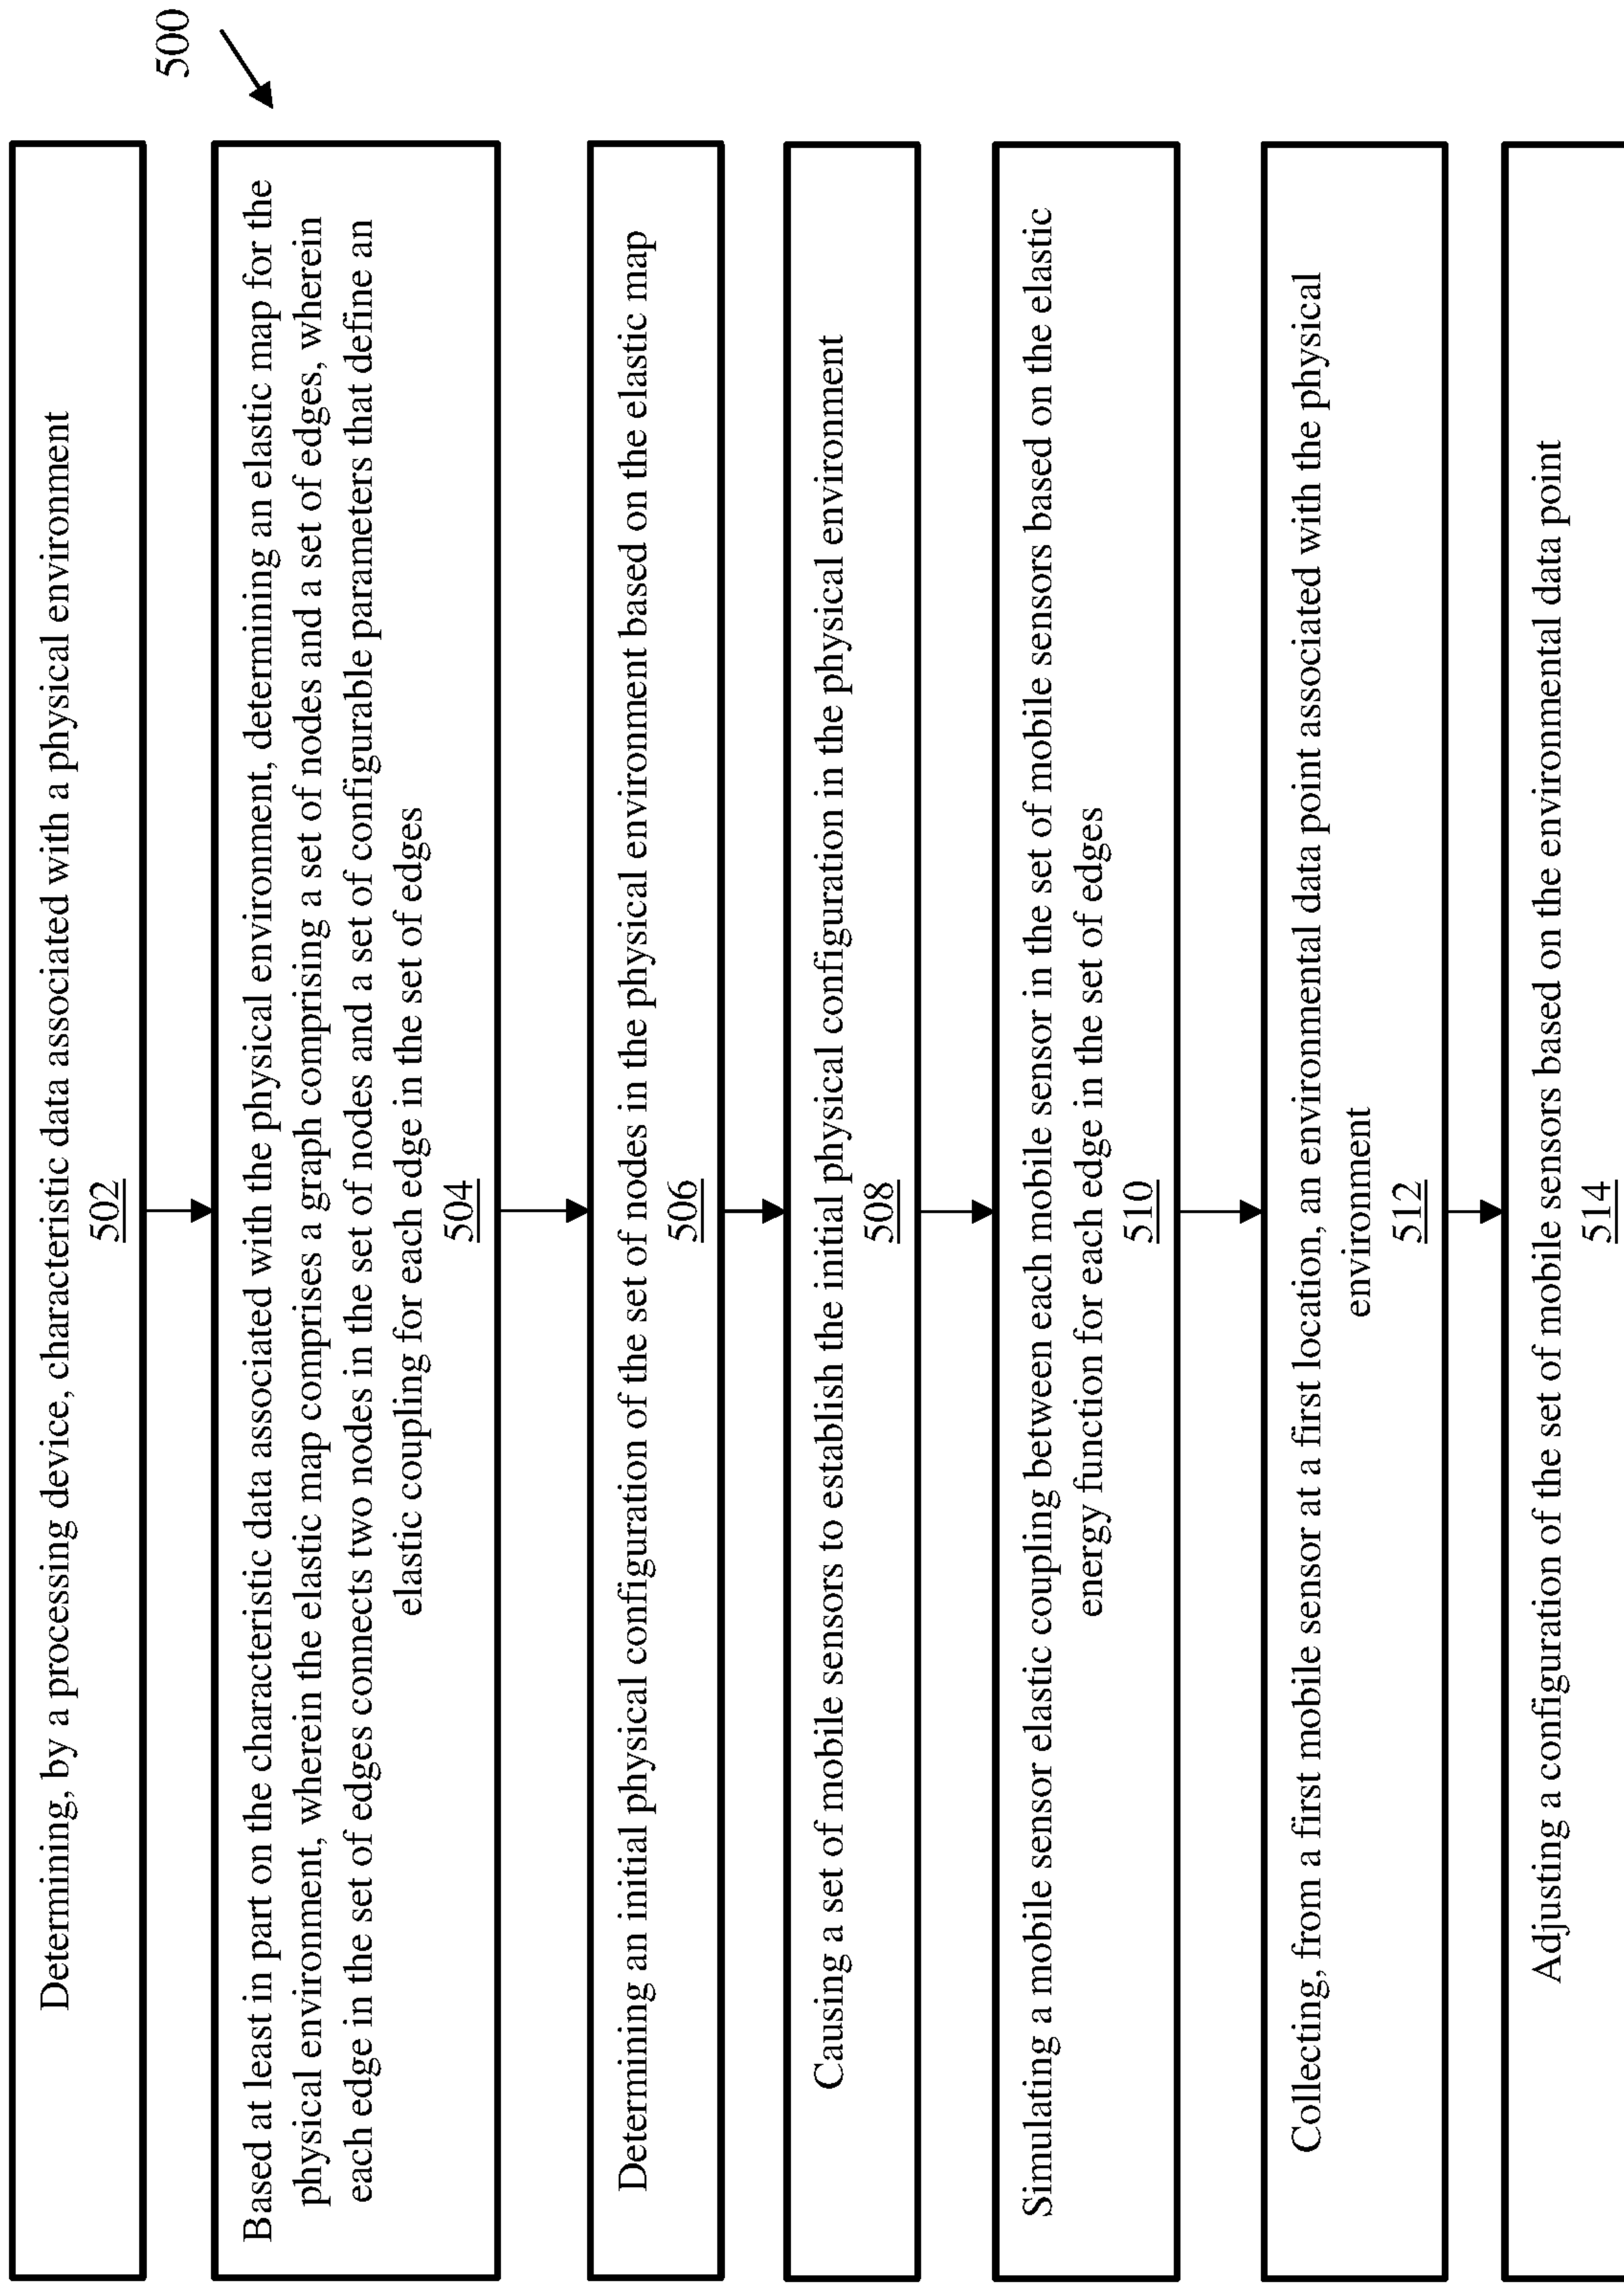 500
Determining, by a processing device, characteristic data associated with a physical environment
502
Based at least in part on the characteristic data associated with the physical environment, determining an elastic map for the
physical environment, wherein the elastic map comprises a graph comprising a set of nodes and a set of edges, wherein
each edge in the set of edges connects two nodes in the set of nodes and a set of configurable parameters that define an
elastic coupling for each edge in the set of edges
504
Determining an initial physical configuration of the set of nodes in the physical environment based on the elastic map
506
Causing a set of mobile sensors to establish the initial physical configuration in the physical environment
508
Simulating a mobile sensor elastic coupling between each mobile sensor in the set of mobile sensors based on the elastic
energy function for each edge in the set of edges
510
Collecting, from a first mobile sensor at a first location, an environmental data point associated with the physical
environment
512
Adjusting a configuration of the set of mobile sensors based on the environmental data point
514